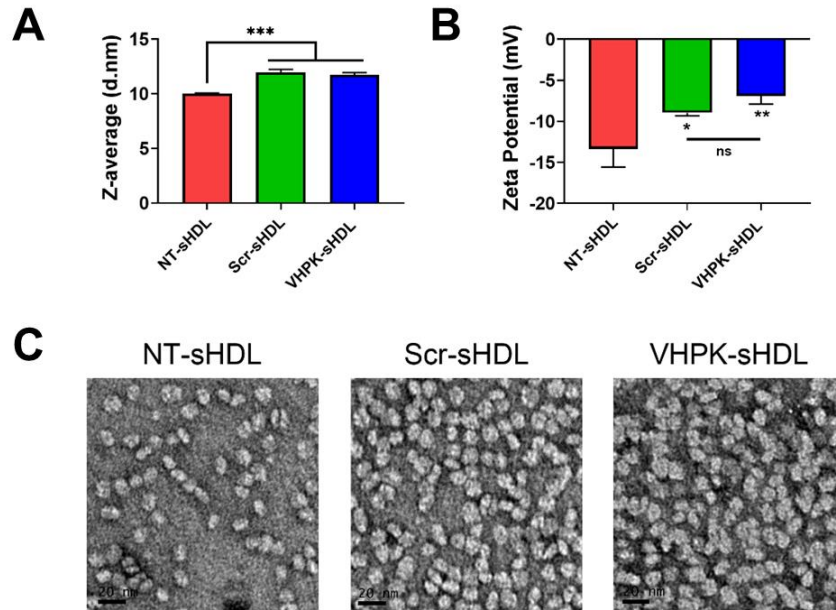 A
Z-average (d.nm)
15
10
5
0
***
NT-sHDL
Scr-sHDL
VHPK-sHDL
B
Zeta Potential (mV)
0
-5
-10
-15
-20
*
**
ns
NT-sHDL
Scr-sHDL
VHPK-sHDL
C
NT-sHDL
Scr-sHDL
VHPK-sHDL
20 nm
20 nm
20 nm